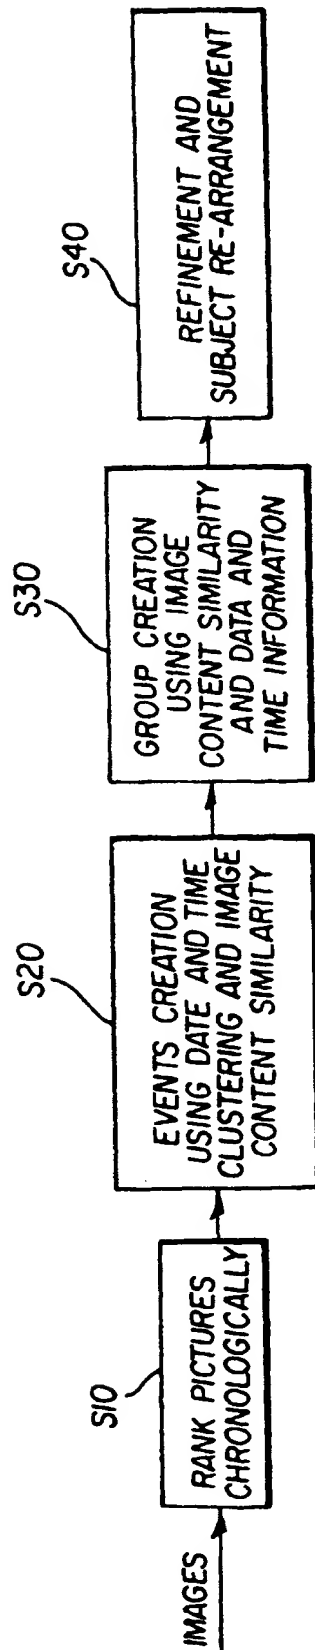 IMAGES
S10
RANK PICTURES
CHRONOLOGICALLY
S20
EVENTS CREATION
USING DATE AND TIME
CLUSTERING AND IMAGE
CONTENT SIMILARITY
S30
GROUP CREATION
USING IMAGE
CONTENT SIMILARITY
AND DATA AND
TIME INFORMATION
S40
REFINEMENT AND
SUBJECT RE-ARRANGEMENT